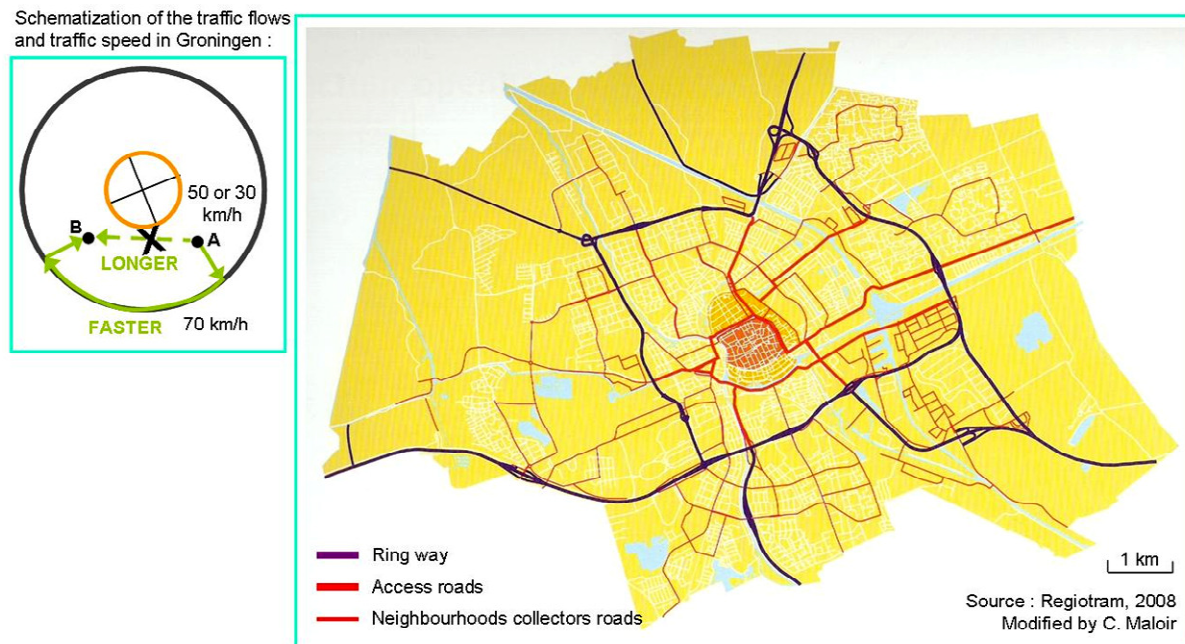 Schematization of the traffic flows
and traffic speed in Groningen :
50 or 30
km/h
B
A
LONGER
FASTER
70 km/h
Ring way
Access roads
Neighbourhoods collectors roads
1 km
Source : Regiotram, 2008
Modified by C. Maloir